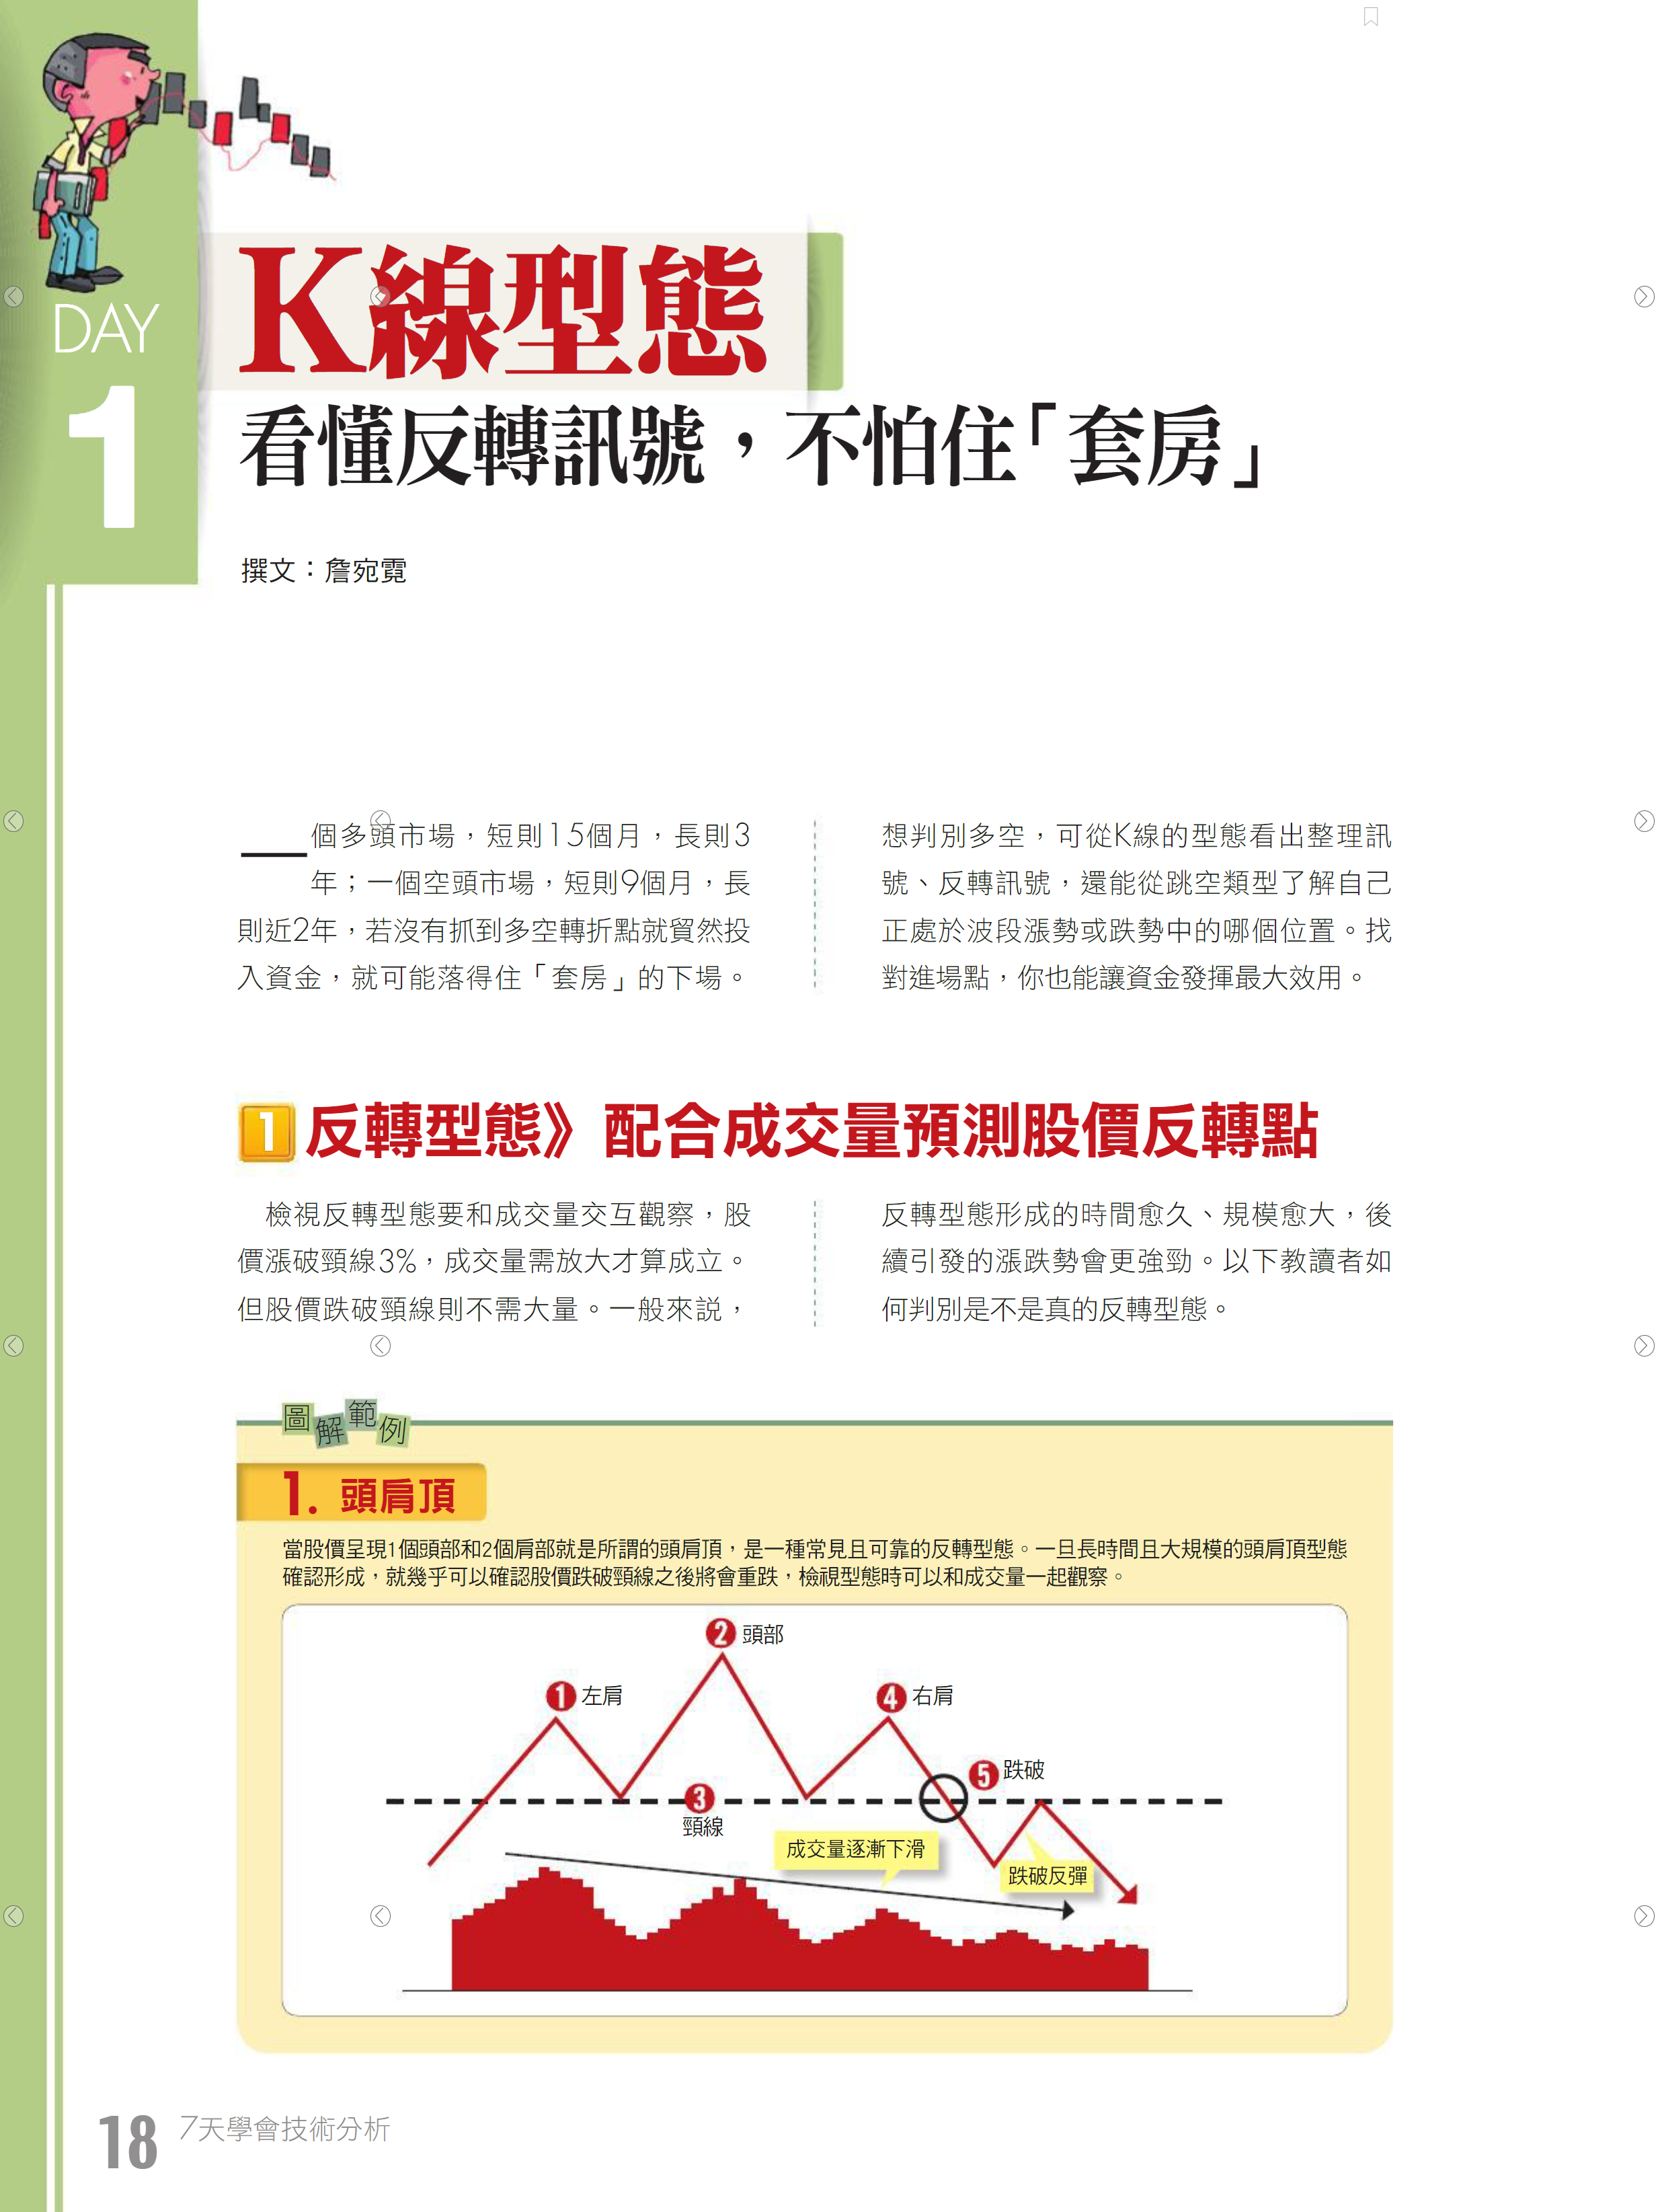 DAY
1
K線型態
看懂反轉訊號，不怕住「套房」
撰文：詹宛霓
一個多頭市場，短則15個月，長則3
年；一個空頭市場，短則9個月，長
則近2年，若沒有抓到多空轉折點就貿然投
入資金，就可能落得住「套房」的下場。
想判別多空，可從K線的型態看出整理訊
號、反轉訊號，還能從跳空類型了解自己
正處於波段漲勢或跌勢中的哪個位置。找
對進場點，你也能讓資金發揮最大效用。
1 反轉型態》配合成交量預測股價反轉點
檢視反轉型態要和成交量交互觀察，股
價漲破頸線3%，成交量需放大才算成立。
但股價跌破頸線則不需大量。一般來說，
反轉型態形成的時間愈久、規模愈大，後
續引發的漲跌勢會更強勁。以下教讀者如
何判別是不是真的反轉型態。
圖解範例
1. 頭肩頂
當股價呈現1個頭部和2個肩部就是所謂的頭肩頂，是一種常見且可靠的反轉型態。一旦長時間且大規模的頭肩頂型態
確認形成，就幾乎可以確認股價跌破頸線之後將會重跌，檢視型態時可以和成交量一起觀察。
2 頭部
1 左肩
4 右肩
5 跌破
3
頸線
成交量逐漸下滑
跌破反彈
18 7天學會技術分析